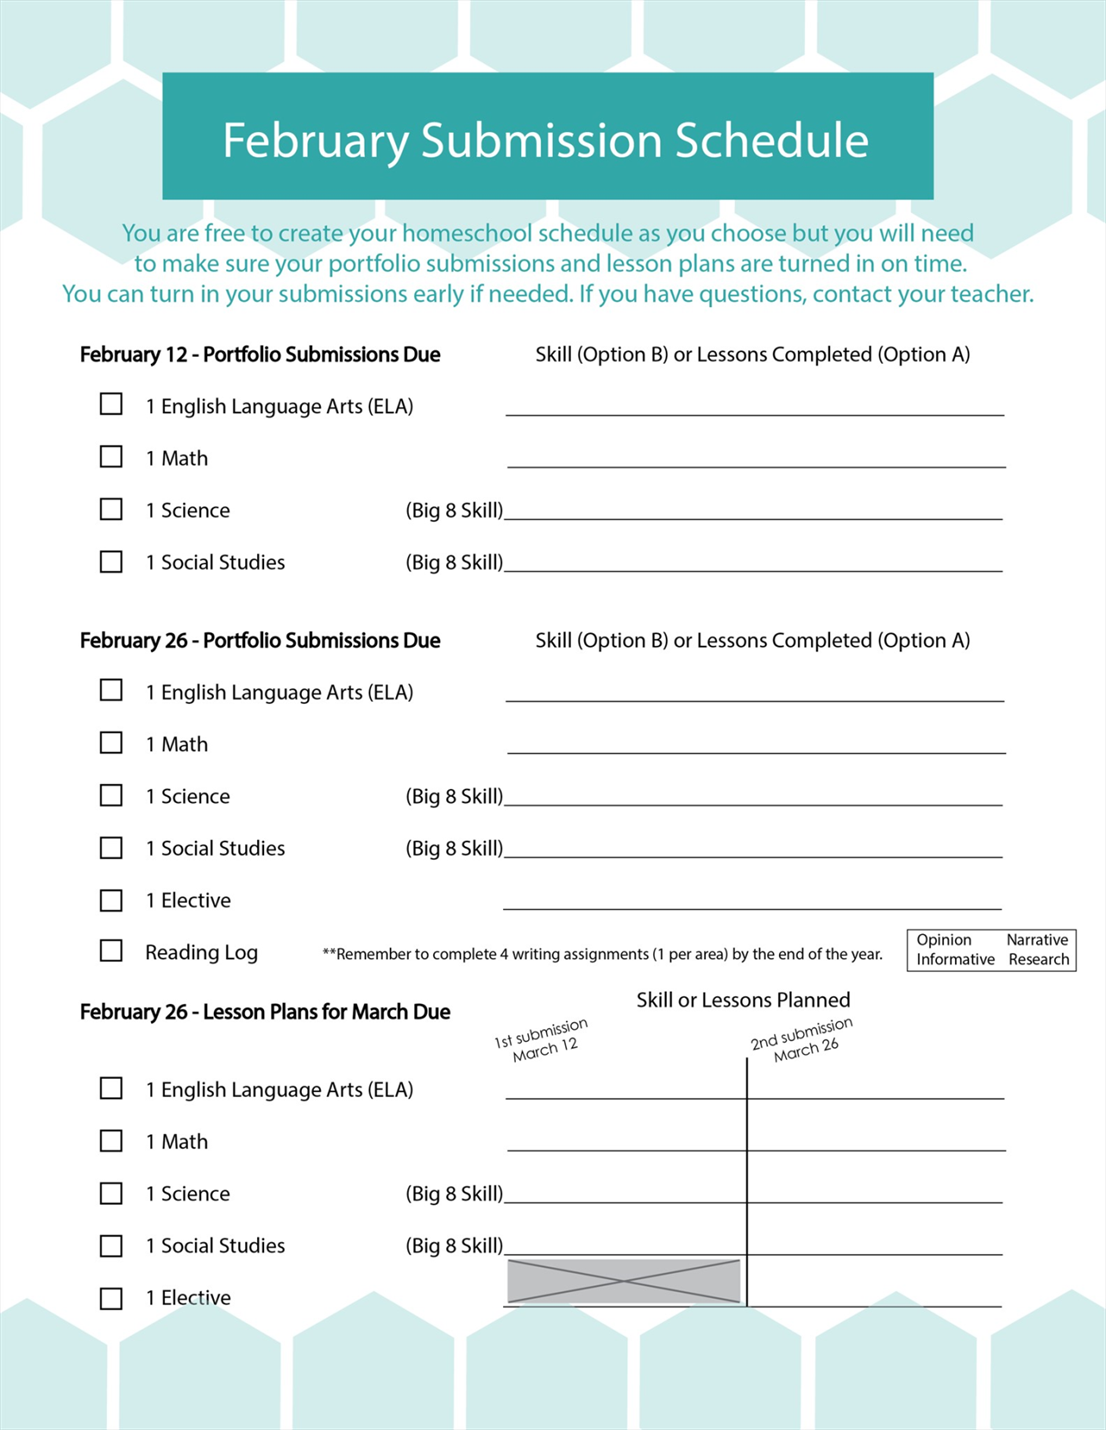 February Submission Schedule
You are free to create your homeschool schedule as you choose but you will need
to make sure your portfolio submissions and lesson plans are turned in on time.
You can turn in your submissions early if needed. If you have questions, contact your teacher.
February 12 - Portfolio Submissions Due Skill (Option B) or Lessons Completed (Option A)
1 English Language Arts (ELA)
1 Math
1 Science (Big 8 Skill)
1 Social Studies (Big 8 Skill)
February 26 - Portfolio Submissions Due Skill (Option B) or Lessons Completed (Option A)
1 English Language Arts (ELA)
1 Math
1 Science (Big 8 Skill)
1 Social Studies (Big 8 Skill)
1 Elective
Reading Log **Remember to complete 4 writing assignments (1 per area) by the end of the year.
Opinion Narrative
Informative Research
Skill or Lessons Planned
February 26 - Lesson Plans for March Due
1st submission
March 12
2nd submission
March 26
1 English Language Arts (ELA)
1 Math
1 Science (Big 8 Skill)
1 Social Studies (Big 8 Skill)
1 Elective